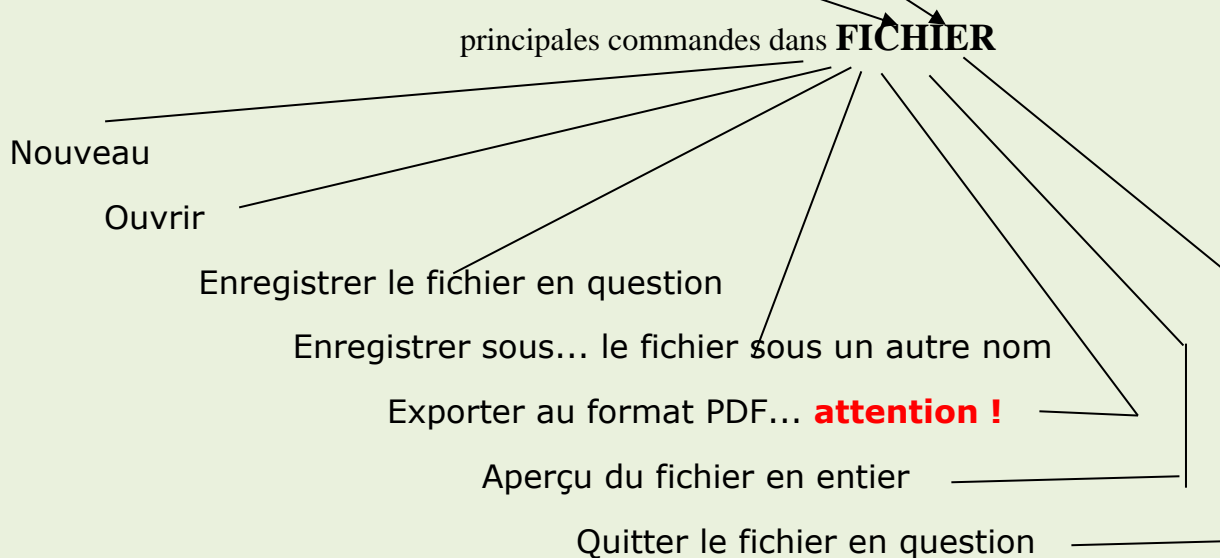 principales commandes dans FICHIER
Nouveau
Ouvrir
Enregistrer le fichier en question
Enregistrer sous... le fichier sous un autre nom
Exporter au format PDF... attention !
Aperçu du fichier en entier
Quitter le fichier en question